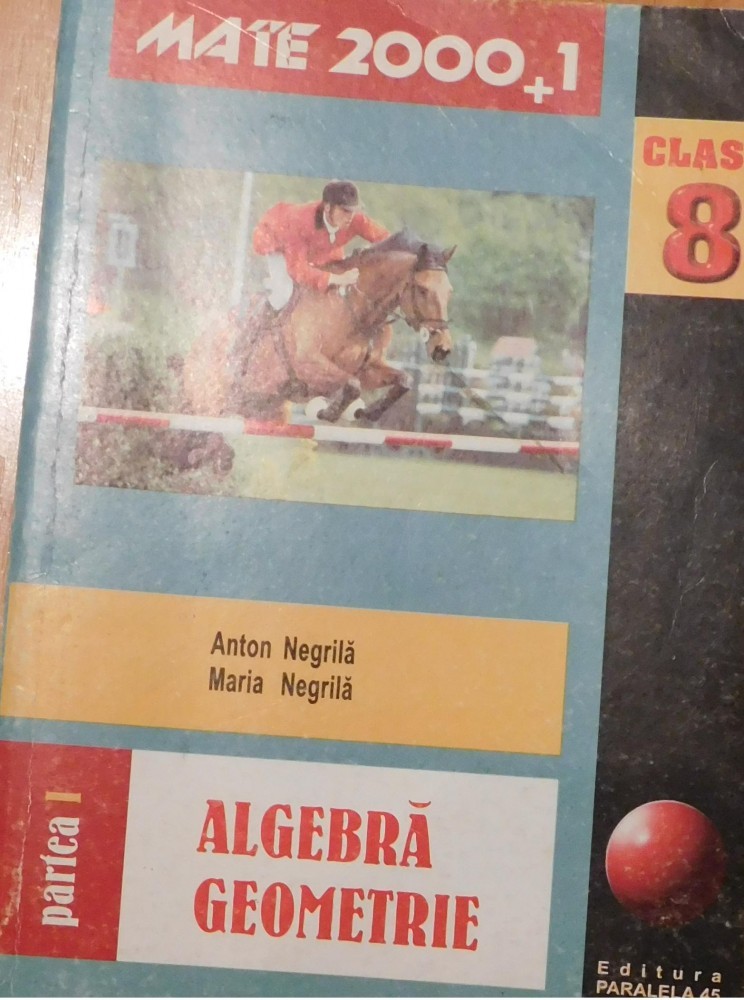 MATE 2000+1
CLAS
8
Anton Negrilă
Maria Negrilă
partea I
ALGEBRĂ
GEOMETRIE
Editura
PARALELA 45